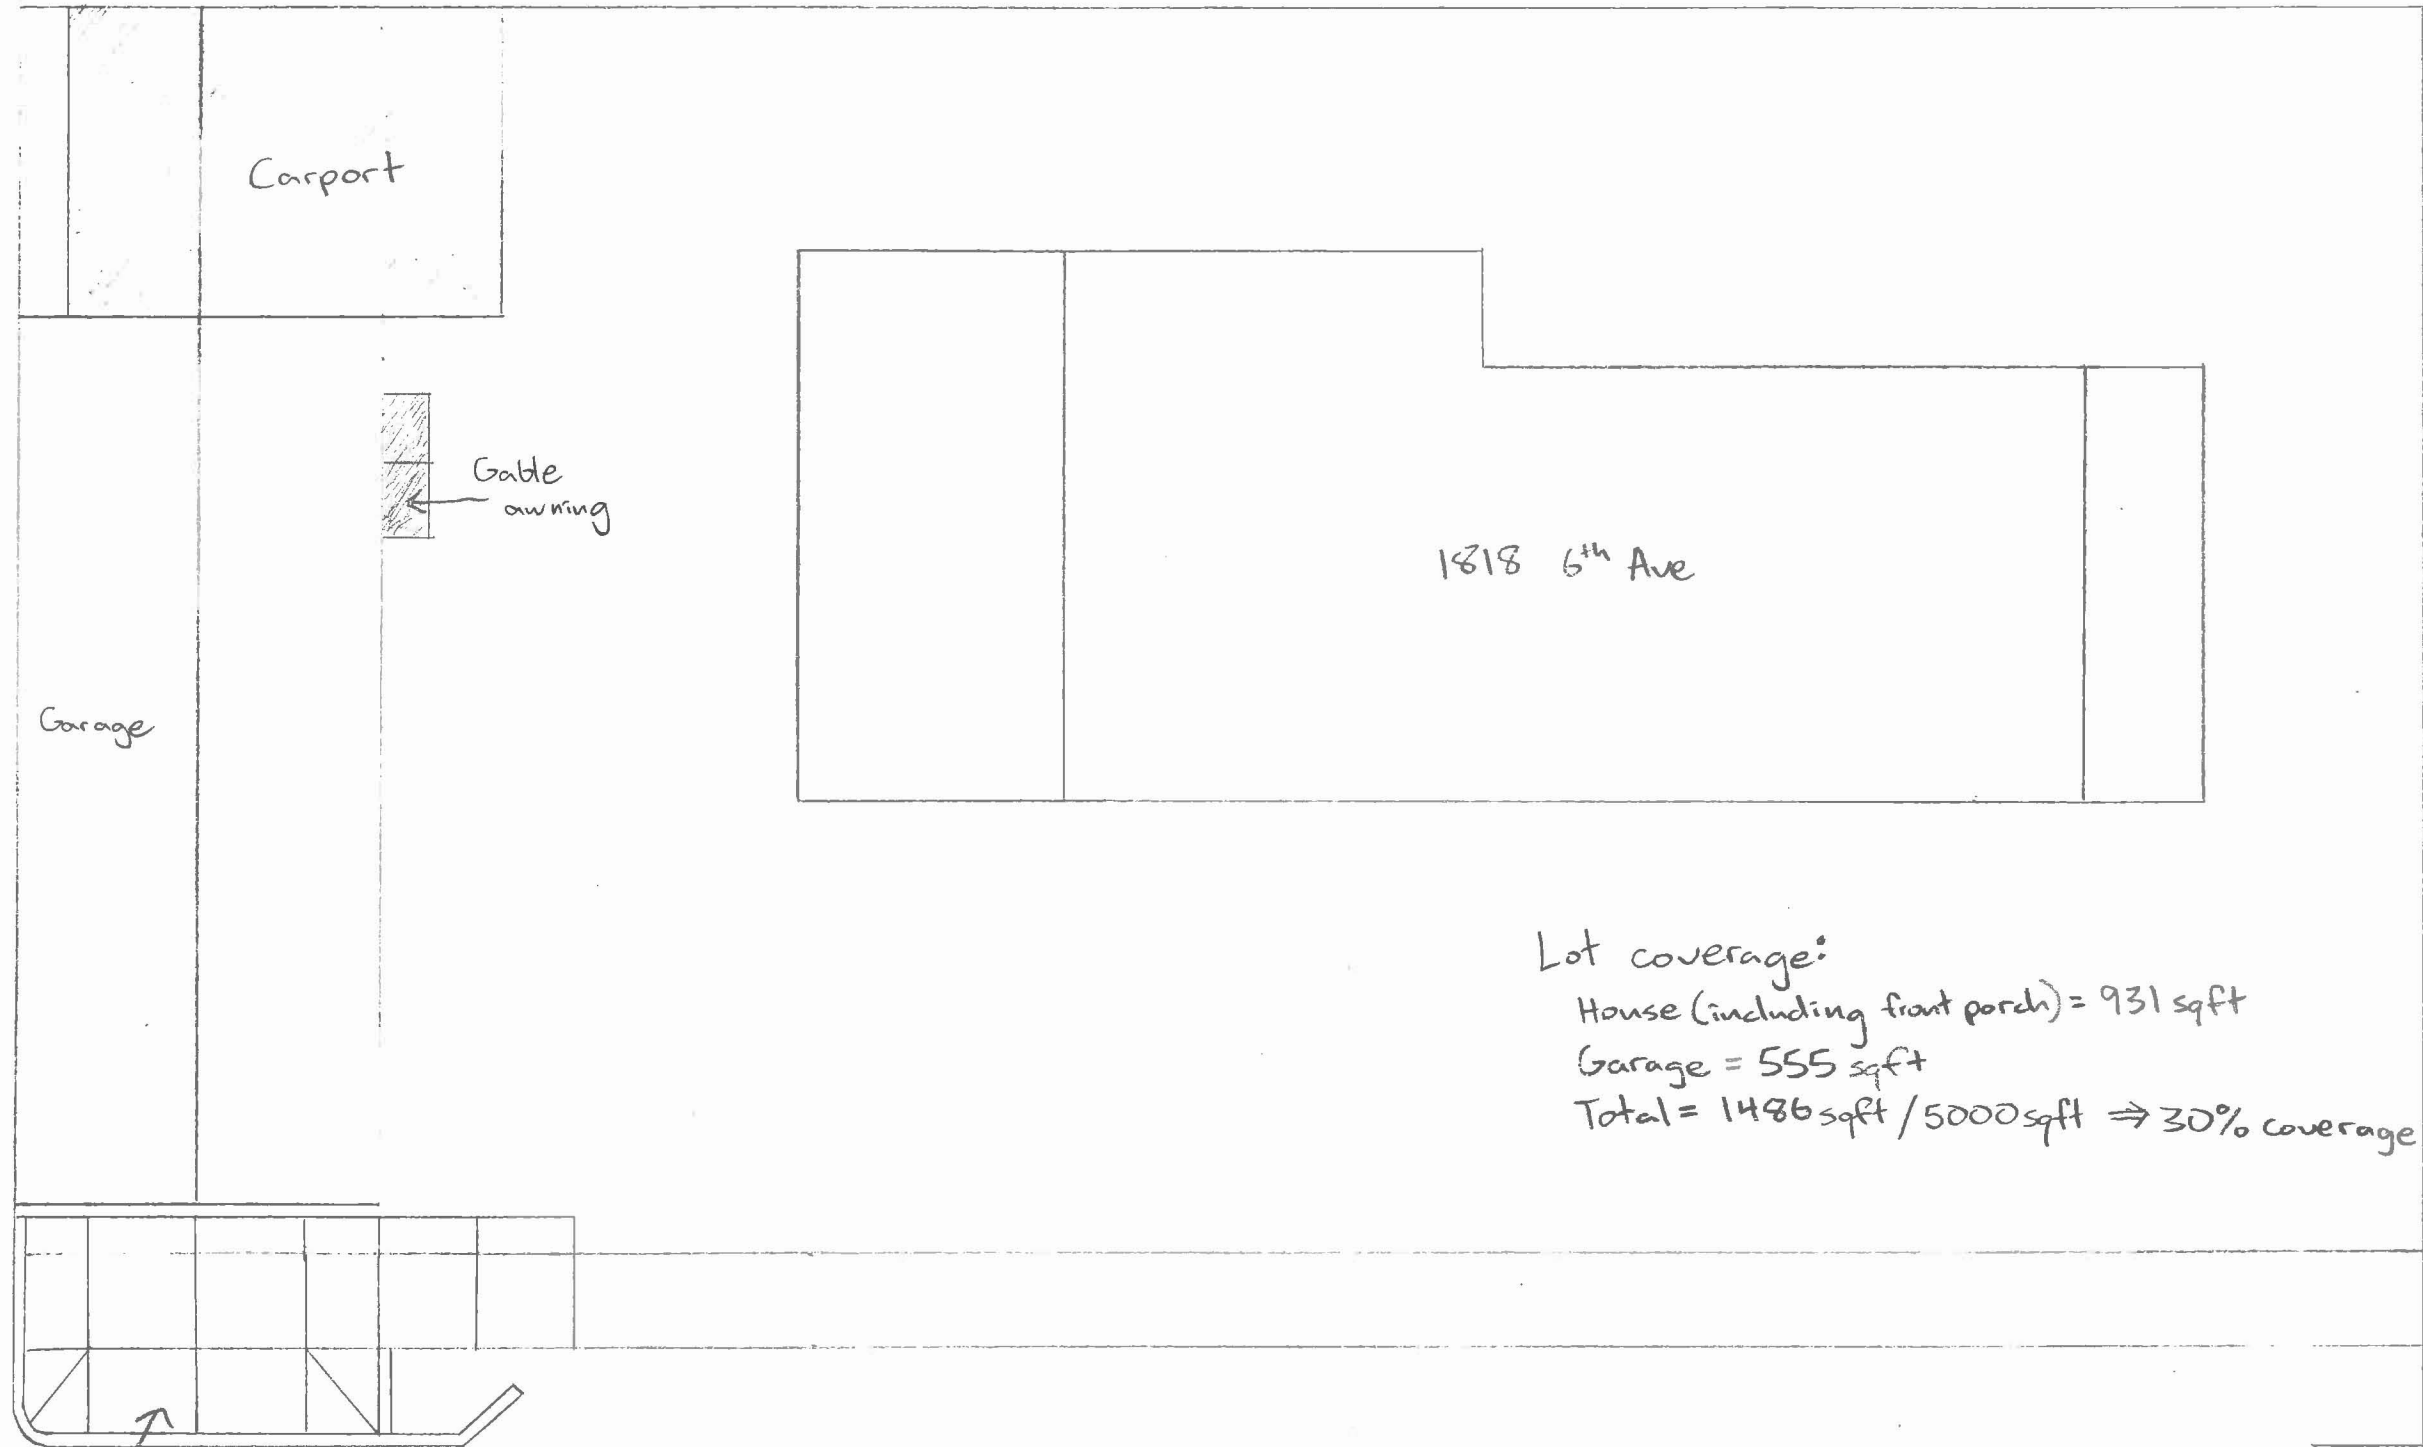 Carport
Gable
awning
1818 6th Ave
Garage
Lot coverage:
House (including front porch) = 931 sqft
Garage = 555 sqft
Total = 1486 sqft / 5000 sqft ⇒ 30% coverage